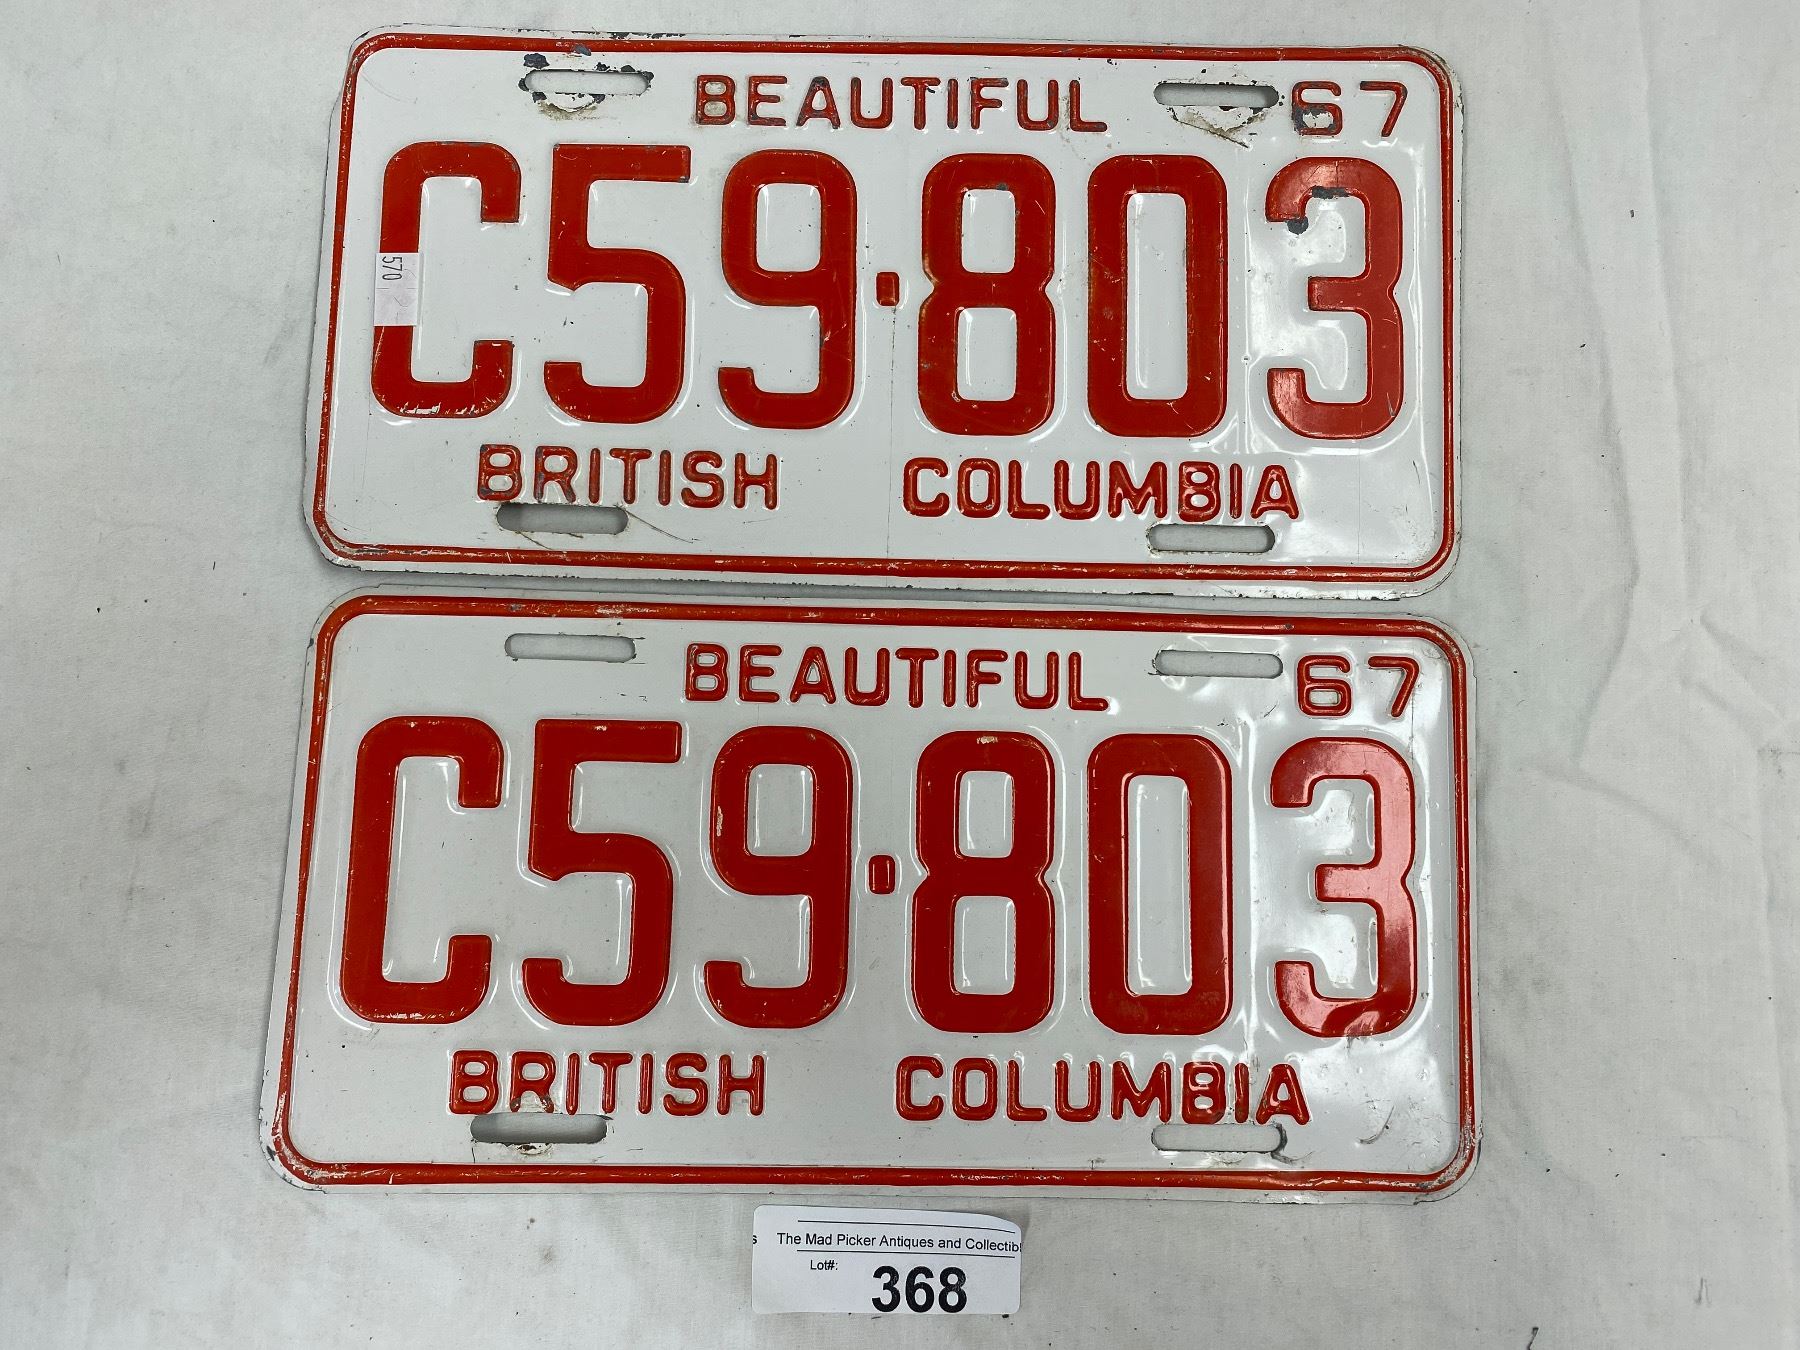 BEAUTIFUL 67
C59·803
570
BRITISH COLUMBIA
BEAUTIFUL 67
C59·803
BRITISH COLUMBIA
s The Mad Picker Antiques and Collectibl
Lot#:
368